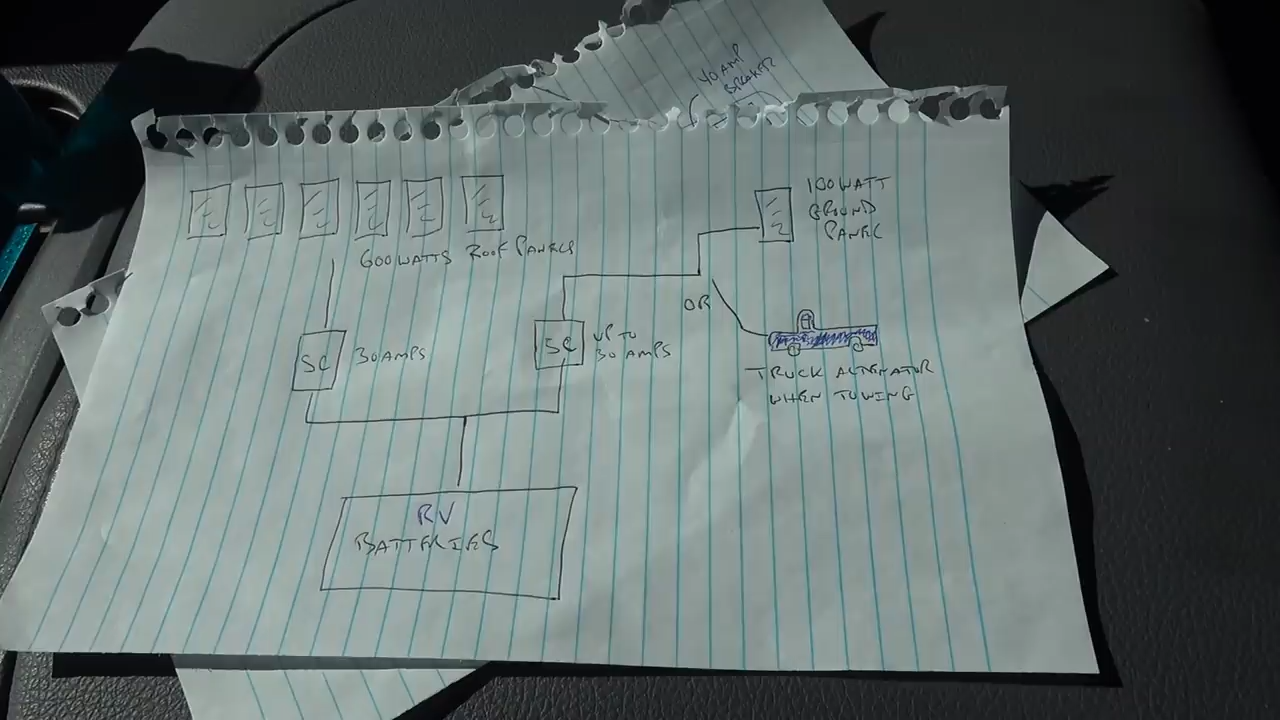 40 AMP
BREAKER
100 WATT
GROUND
PANEL
600 WATTS ROOF PANELS
OR
SC
30 AMPS
SC
UP TO
30 AMPS
TRUCK ALTENATOR
WHEN TOWING
RV
BATTERIES